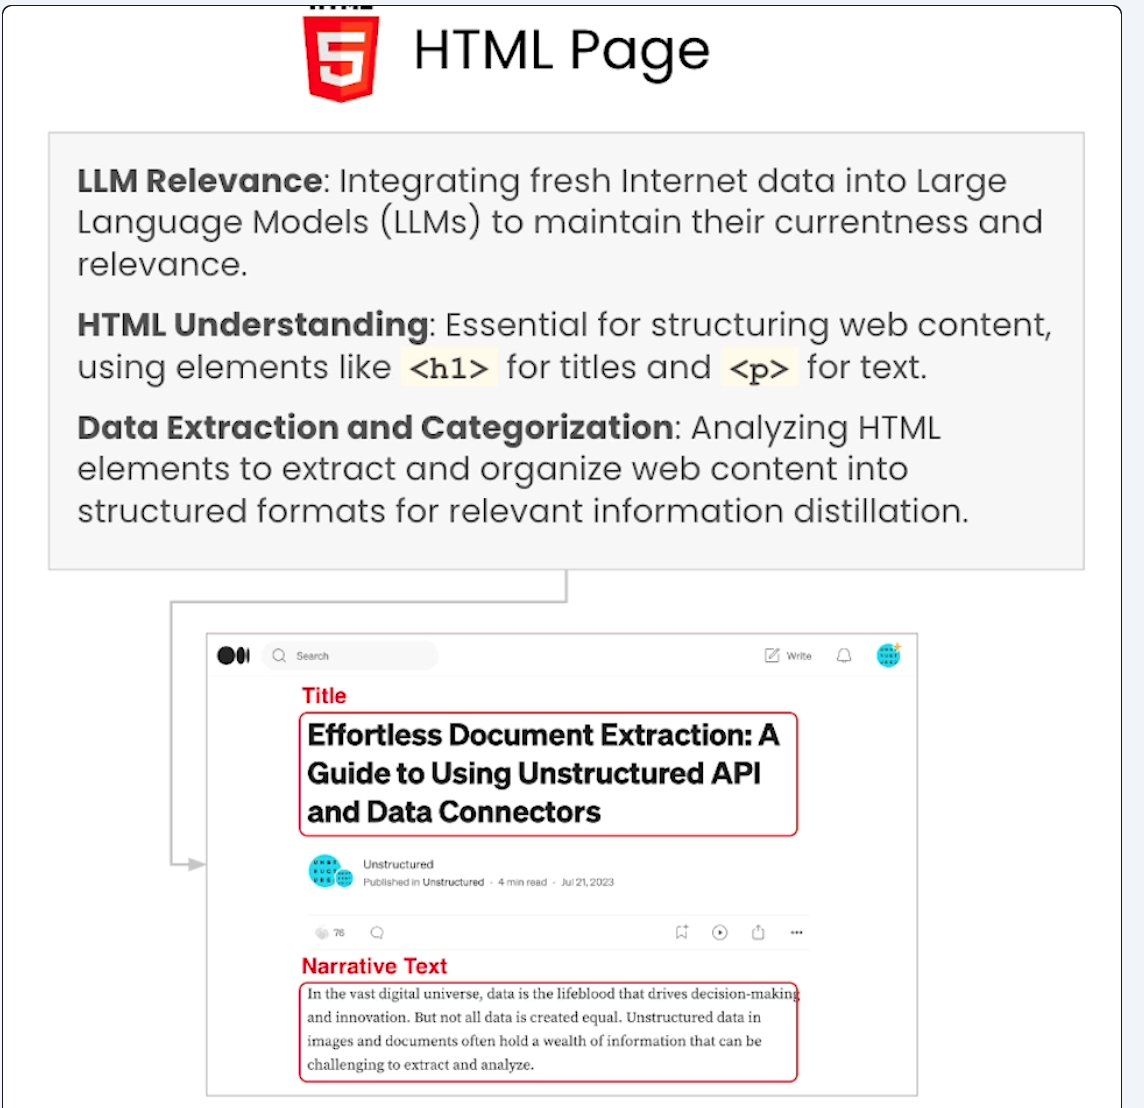 HTML
5
HTML Page
LLM Relevance: Integrating fresh Internet data into Large
Language Models (LLMs) to maintain their currentness and
relevance.
HTML Understanding: Essential for structuring web content,
using elements like <h1> for titles and <p> for text.
Data Extraction and Categorization: Analyzing HTML
elements to extract and organize web content into
structured formats for relevant information distillation.
Search
Write
Title
Effortless Document Extraction: A
Guide to Using Unstructured API
and Data Connectors
Unstructured
Published in Unstructured · 4 min read · Jul 21, 2023
76
Narrative Text
In the vast digital universe, data is the lifeblood that drives decision-making
and innovation. But not all data is created equal. Unstructured data in
images and documents often hold a wealth of information that can be
challenging to extract and analyze.